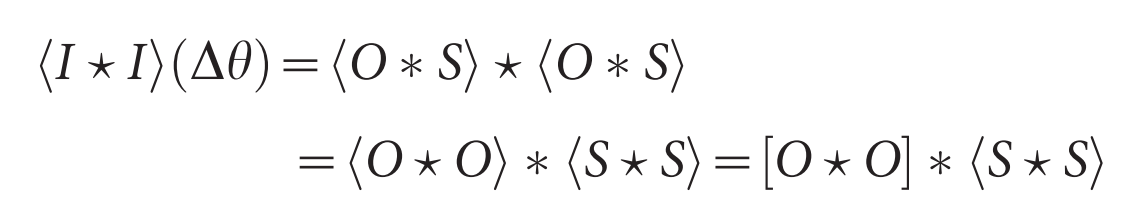 ⟨I ⋆ I⟩(Δθ) = ⟨O ∗ S⟩ ⋆ ⟨O ∗ S⟩
= ⟨O ⋆ O⟩ ∗ ⟨S ⋆ S⟩ = [O ⋆ O] ∗ ⟨S ⋆ S⟩